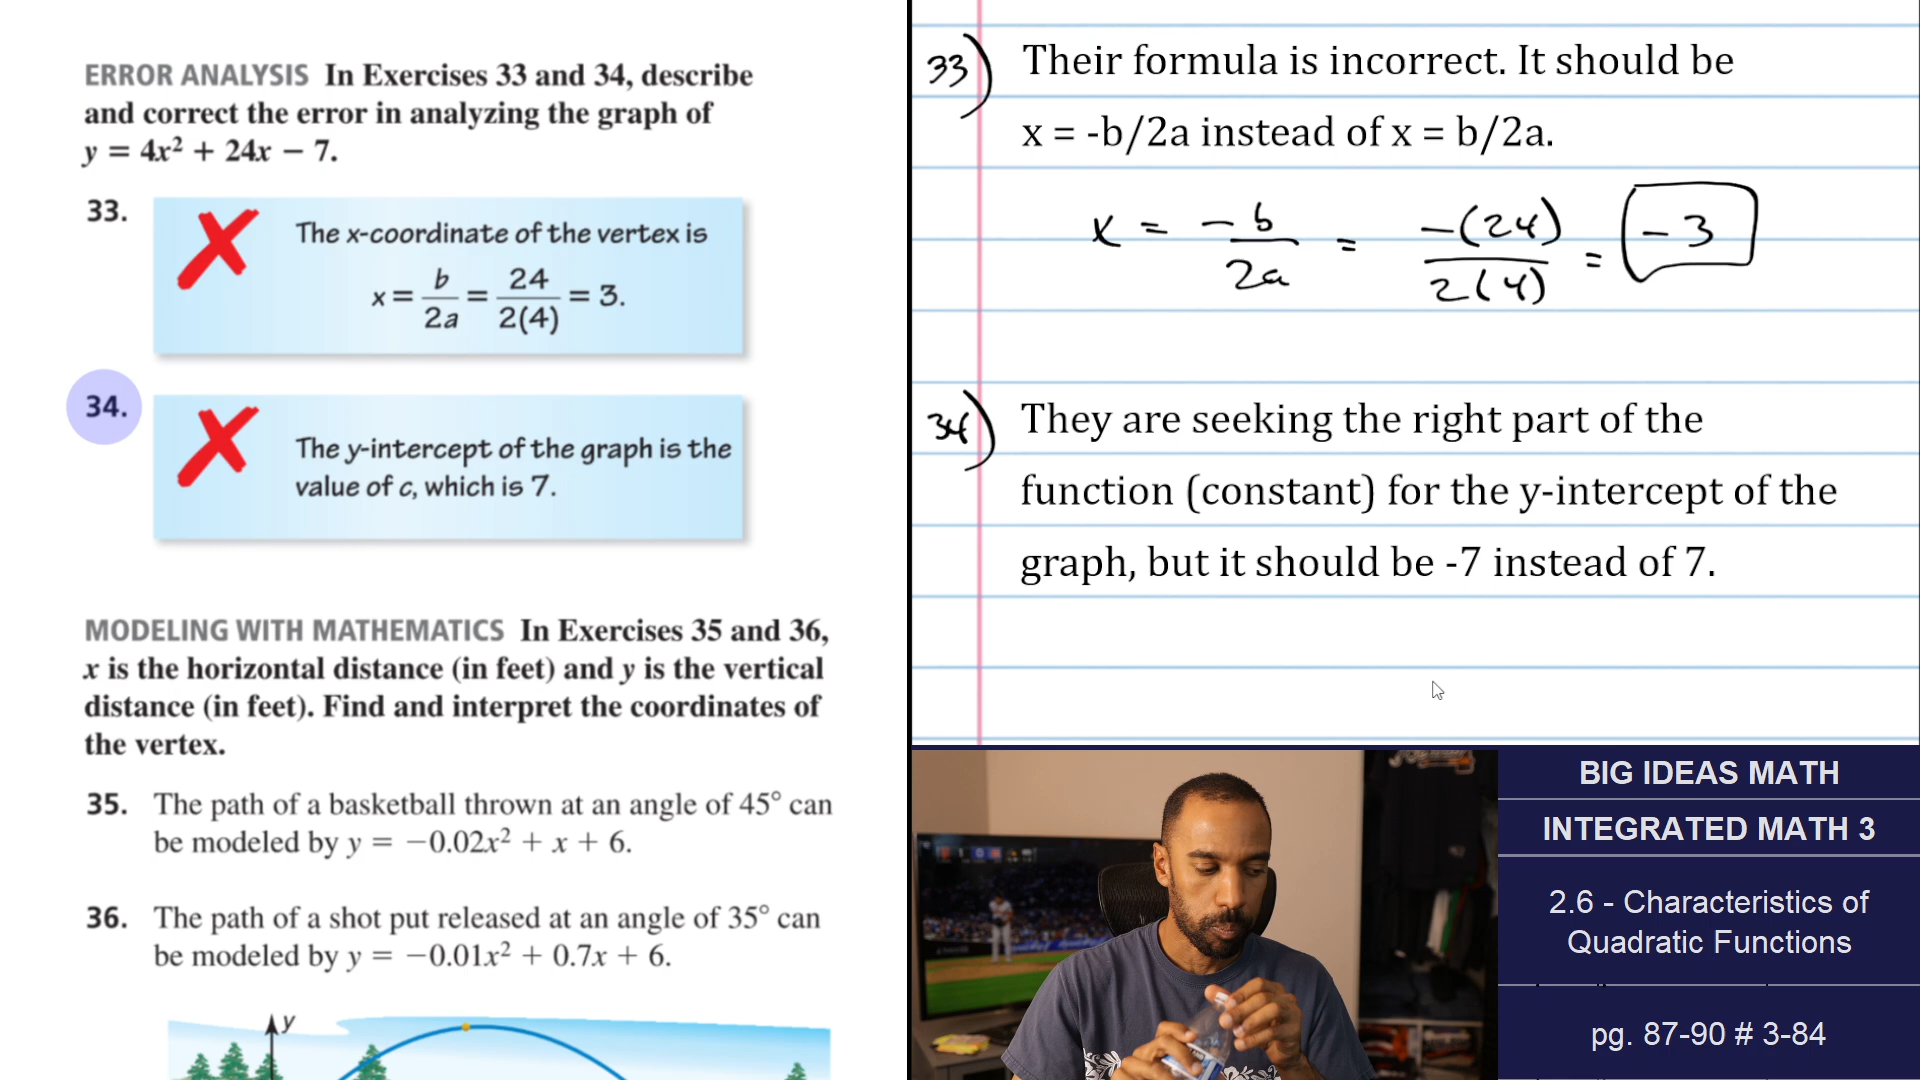 ERROR ANALYSIS In Exercises 33 and 34, describe
and correct the error in analyzing the graph of
y = 4x² + 24x − 7.
33.
The x-coordinate of the vertex is
x = b/2a = 24/2(4) = 3.
34.
The y-intercept of the graph is the
value of c, which is 7.
MODELING WITH MATHEMATICS In Exercises 35 and 36,
x is the horizontal distance (in feet) and y is the vertical
distance (in feet). Find and interpret the coordinates of
the vertex.
35. The path of a basketball thrown at an angle of 45° can
be modeled by y = −0.02x² + x + 6.
36. The path of a shot put released at an angle of 35° can
be modeled by y = −0.01x² + 0.7x + 6.
y
33) Their formula is incorrect. It should be
x = -b/2a instead of x = b/2a.
x = -b/2a = -(24)/2(4) = -3
34) They are seeking the right part of the
function (constant) for the y-intercept of the
graph, but it should be -7 instead of 7.
BIG IDEAS MATH
INTEGRATED MATH 3
2.6 - Characteristics of
Quadratic Functions
pg. 87-90 # 3-84